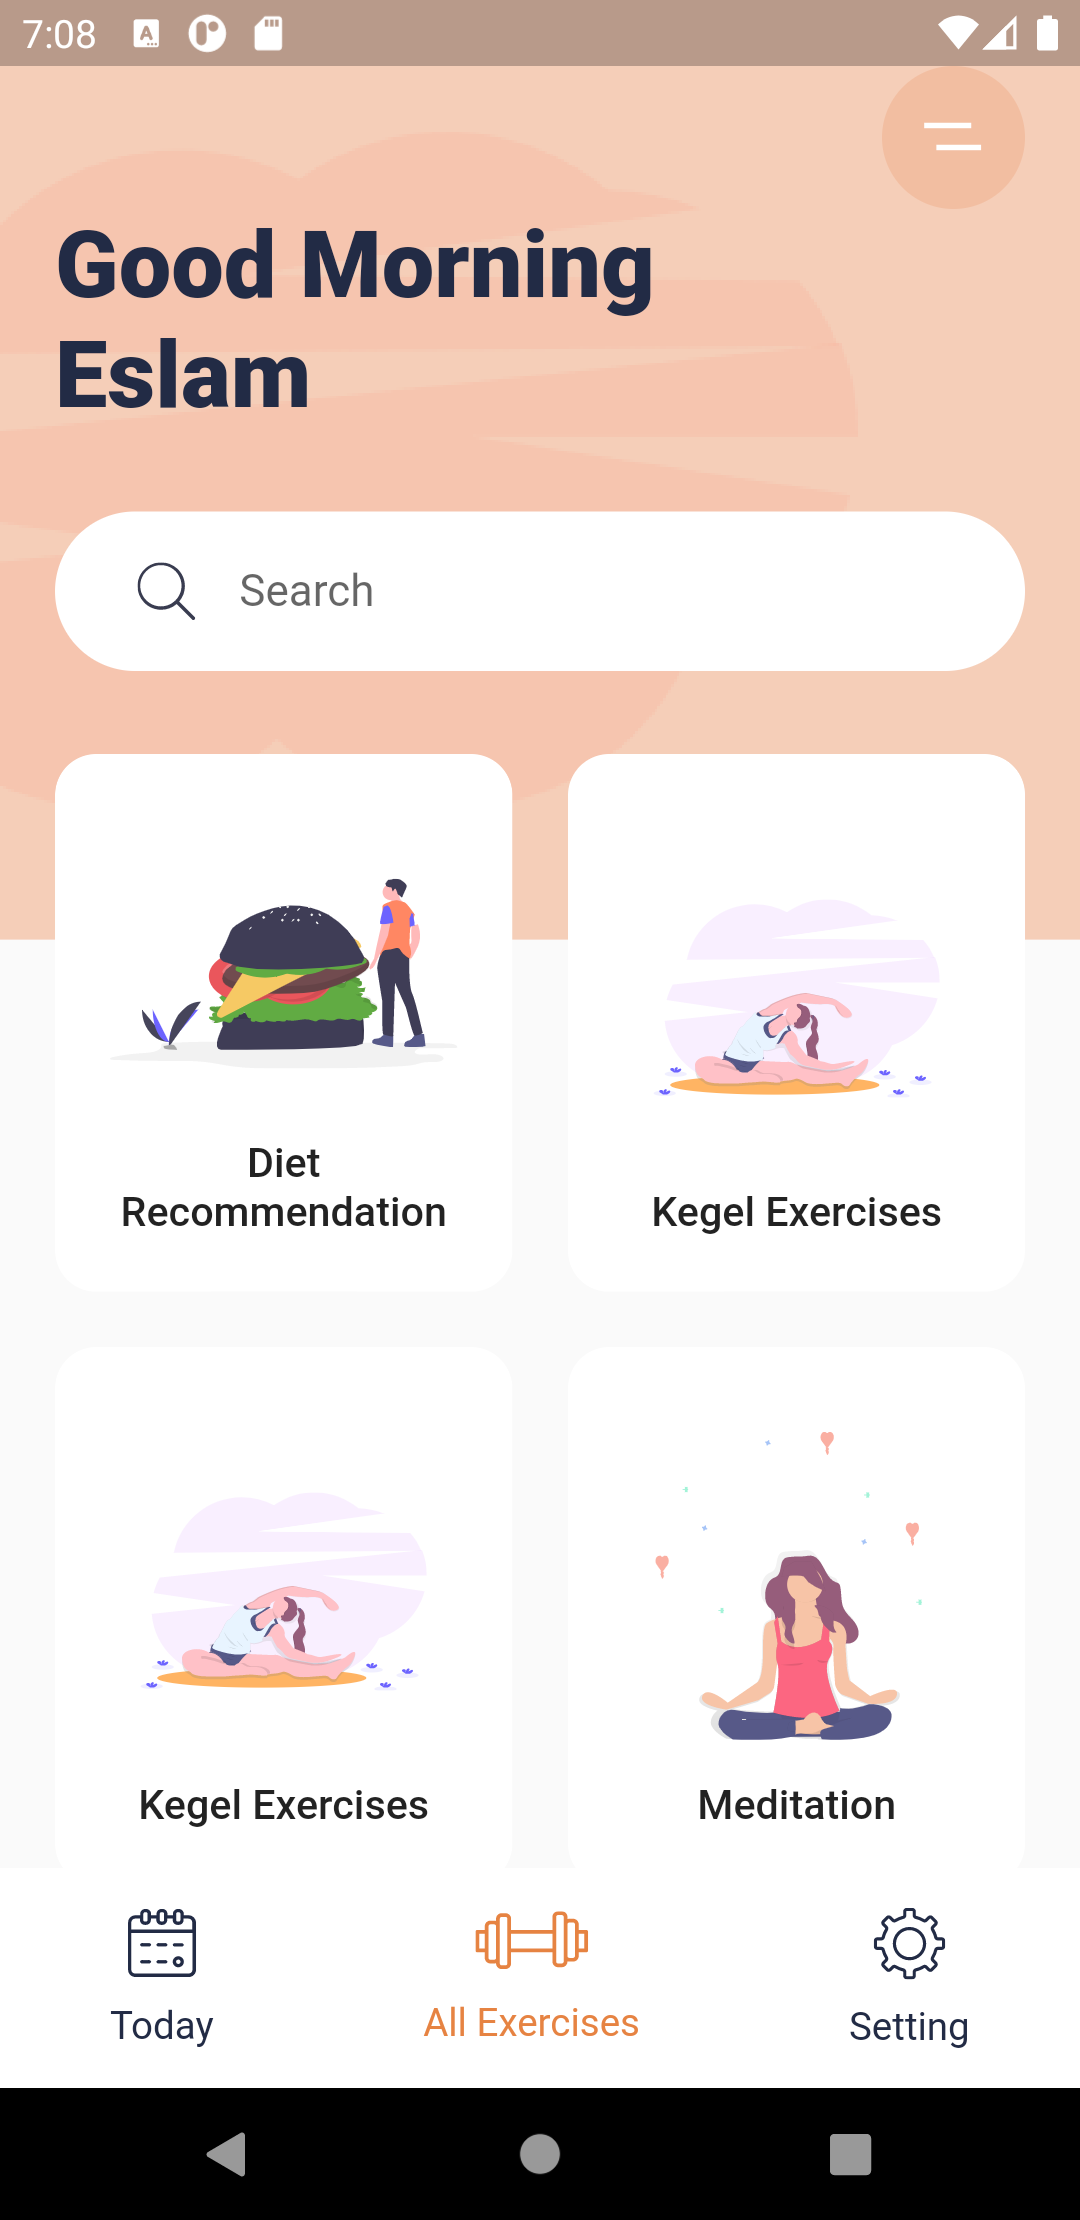 7:08
Good Morning
Eslam
Search
Diet
Recommendation
Kegel Exercises
Kegel Exercises
Meditation
Today
All Exercises
Setting